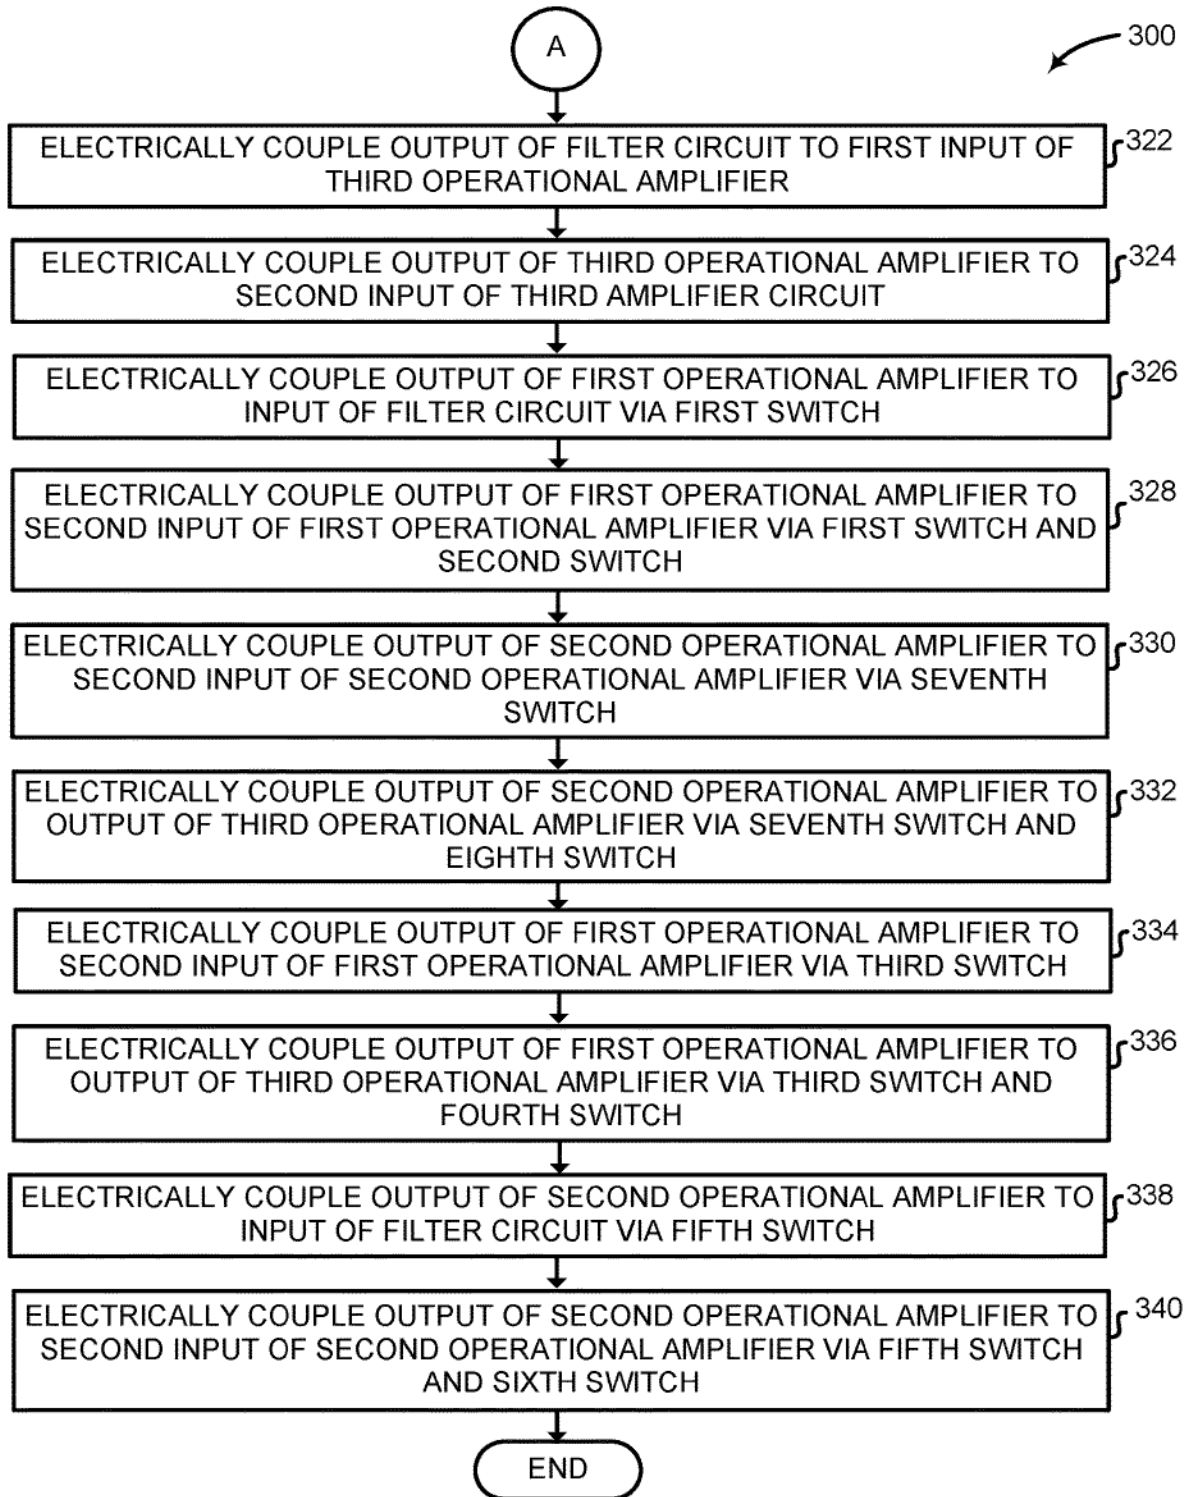 A
300
ELECTRICALLY COUPLE OUTPUT OF FILTER CIRCUIT TO FIRST INPUT OF
THIRD OPERATIONAL AMPLIFIER
322
ELECTRICALLY COUPLE OUTPUT OF THIRD OPERATIONAL AMPLIFIER TO
SECOND INPUT OF THIRD AMPLIFIER CIRCUIT
324
ELECTRICALLY COUPLE OUTPUT OF FIRST OPERATIONAL AMPLIFIER TO
INPUT OF FILTER CIRCUIT VIA FIRST SWITCH
326
ELECTRICALLY COUPLE OUTPUT OF FIRST OPERATIONAL AMPLIFIER TO
SECOND INPUT OF FIRST OPERATIONAL AMPLIFIER VIA FIRST SWITCH AND
SECOND SWITCH
328
ELECTRICALLY COUPLE OUTPUT OF SECOND OPERATIONAL AMPLIFIER TO
SECOND INPUT OF SECOND OPERATIONAL AMPLIFIER VIA SEVENTH
SWITCH
330
ELECTRICALLY COUPLE OUTPUT OF SECOND OPERATIONAL AMPLIFIER TO
OUTPUT OF THIRD OPERATIONAL AMPLIFIER VIA SEVENTH SWITCH AND
EIGHTH SWITCH
332
ELECTRICALLY COUPLE OUTPUT OF FIRST OPERATIONAL AMPLIFIER TO
SECOND INPUT OF FIRST OPERATIONAL AMPLIFIER VIA THIRD SWITCH
334
ELECTRICALLY COUPLE OUTPUT OF FIRST OPERATIONAL AMPLIFIER TO
OUTPUT OF THIRD OPERATIONAL AMPLIFIER VIA THIRD SWITCH AND
FOURTH SWITCH
336
ELECTRICALLY COUPLE OUTPUT OF SECOND OPERATIONAL AMPLIFIER TO
INPUT OF FILTER CIRCUIT VIA FIFTH SWITCH
338
ELECTRICALLY COUPLE OUTPUT OF SECOND OPERATIONAL AMPLIFIER TO
SECOND INPUT OF SECOND OPERATIONAL AMPLIFIER VIA FIFTH SWITCH
AND SIXTH SWITCH
340
END